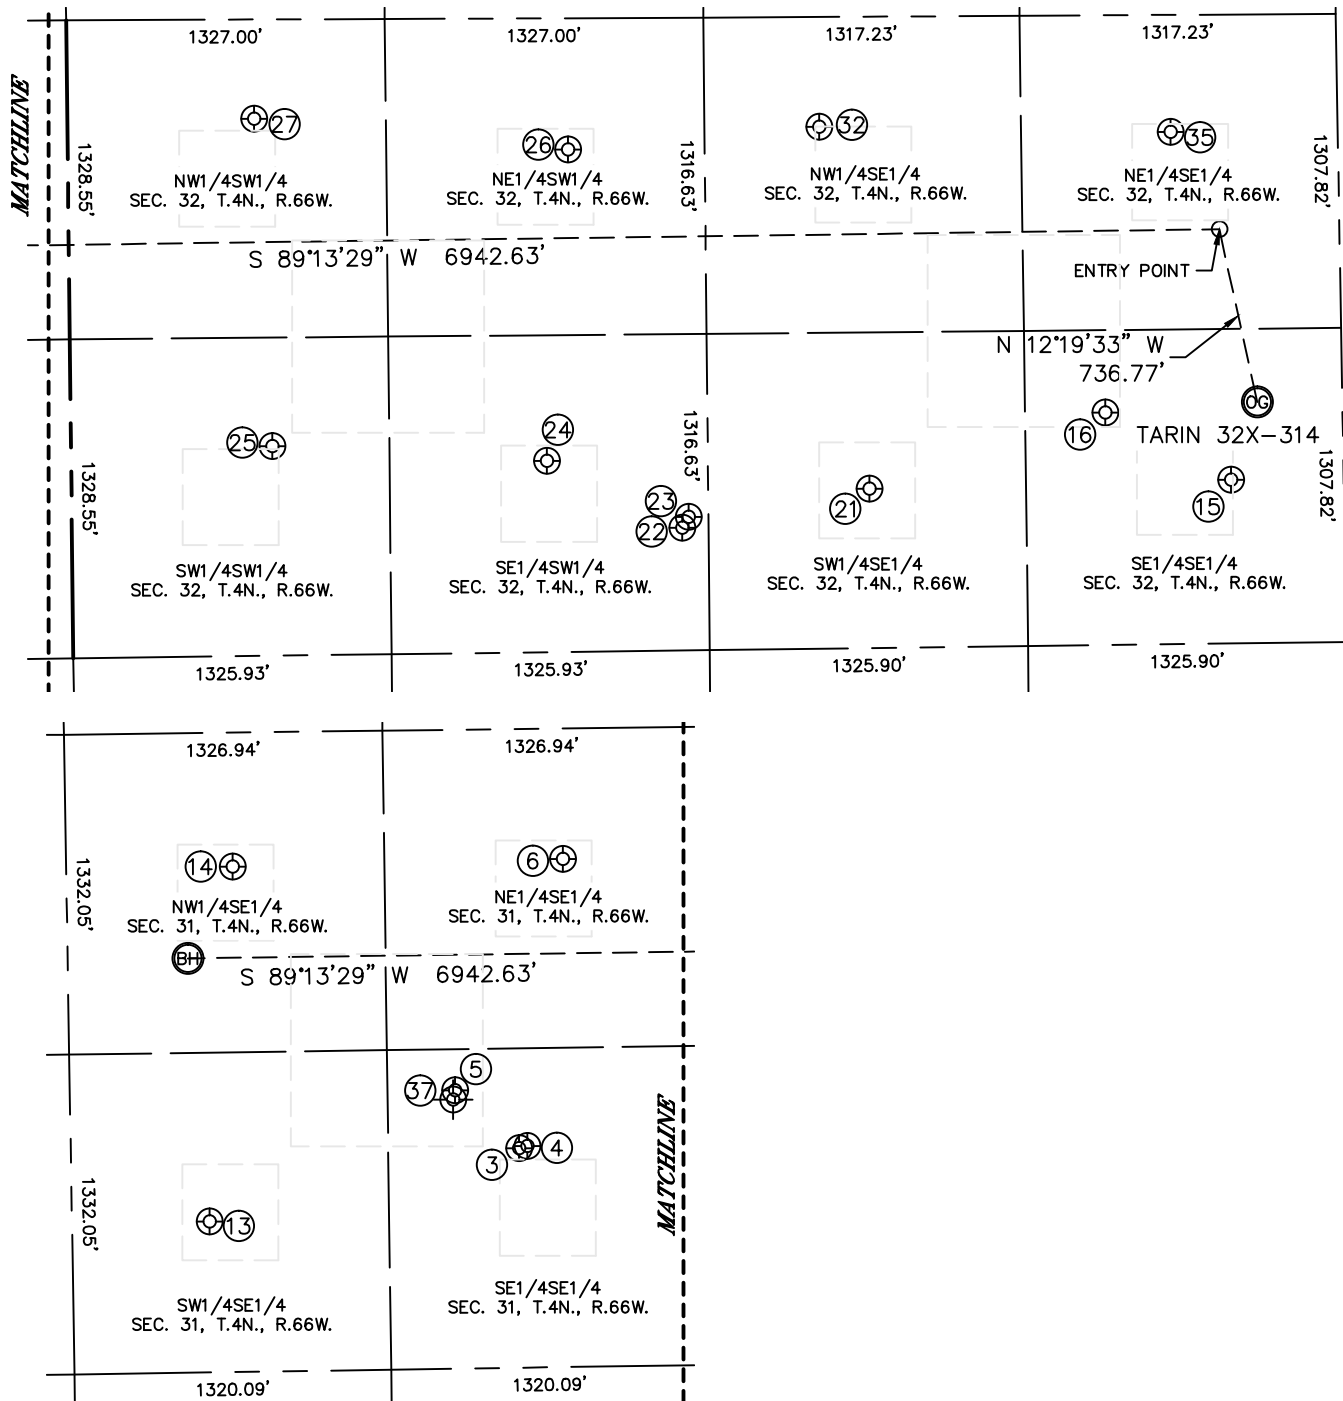 1327.00'
1327.00'
1317.23'
1317.23'
MATCHLINE
27
26
32
35
1328.55'
1316.63'
1307.82'
NW1/4SW1/4
SEC. 32, T.4N., R.66W.
NE1/4SW1/4
SEC. 32, T.4N., R.66W.
NW1/4SE1/4
SEC. 32, T.4N., R.66W.
NE1/4SE1/4
SEC. 32, T.4N., R.66W.
S 89°13'29" W 6942.63'
ENTRY POINT
N 12°19'33" W
736.77'
OG
TARIN 32X-314
25
24
23
22
21
16
15
1328.55'
1316.63'
1307.82'
SW1/4SW1/4
SEC. 32, T.4N., R.66W.
SE1/4SW1/4
SEC. 32, T.4N., R.66W.
SW1/4SE1/4
SEC. 32, T.4N., R.66W.
SE1/4SE1/4
SEC. 32, T.4N., R.66W.
1325.93'
1325.93'
1325.90'
1325.90'
1326.94'
1326.94'
14
6
1332.05'
NW1/4SE1/4
SEC. 31, T.4N., R.66W.
NE1/4SE1/4
SEC. 31, T.4N., R.66W.
BH
S 89°13'29" W 6942.63'
5
37
4
3
MATCHLINE
13
1332.05'
SW1/4SE1/4
SEC. 31, T.4N., R.66W.
SE1/4SE1/4
SEC. 31, T.4N., R.66W.
1320.09'
1320.09'